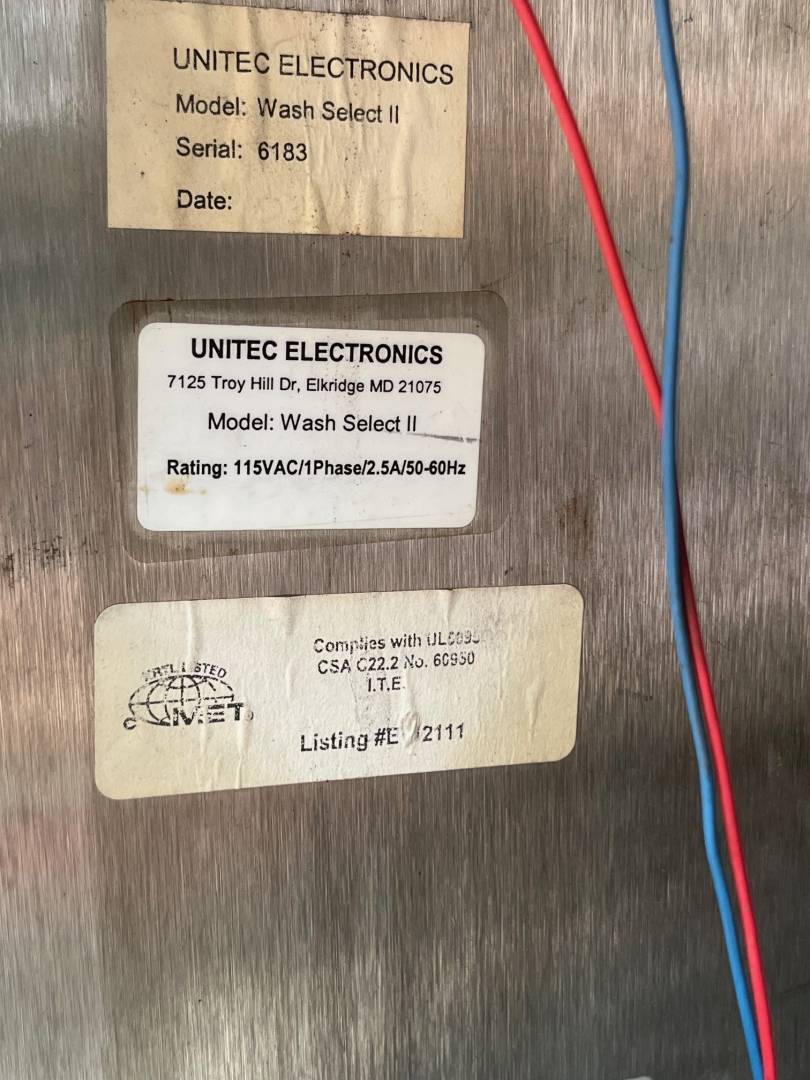 UNITEC ELECTRONICS
Model: Wash Select II
Serial: 6183
Date:
UNITEC ELECTRONICS
7125 Troy Hill Dr, Elkridge MD 21075
Model: Wash Select II
Rating: 115VAC/1Phase/2.5A/50-60Hz
Complies with
CSA C22.2 No. 60950
I.T.E.
LISTED
C MET
Listing